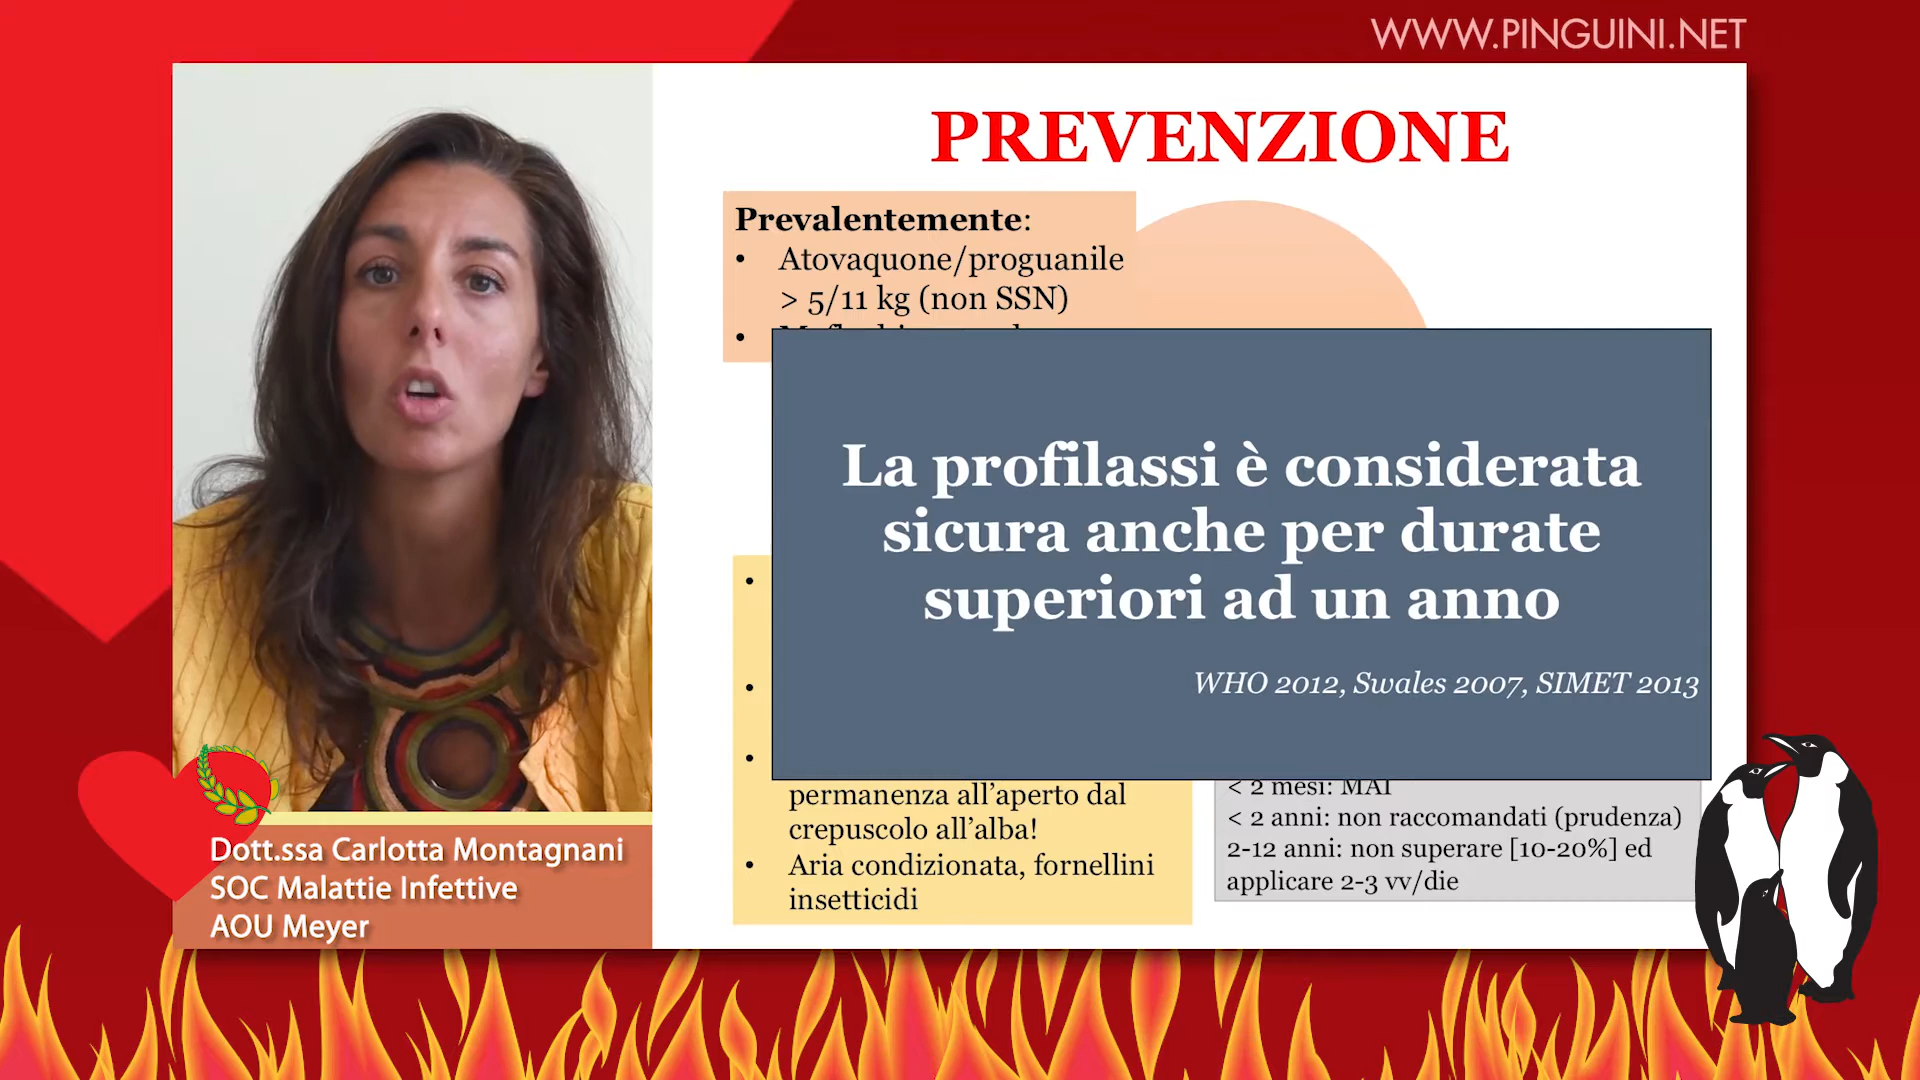 WWW.PINGUINI.NET
PREVENZIONE
Prevalentemente:
• Atovaquone/proguanile
> 5/11 kg (non SSN)
•
La profilassi è considerata
sicura anche per durate
superiori ad un anno
WHO 2012, Swales 2007, SIMET 2013
•
•
•
permanenza all’aperto dal
crepuscolo all’alba!
• Aria condizionata, fornellini
insetticidi
< 2 mesi: MAI
< 2 anni: non raccomandati (prudenza)
2-12 anni: non superare [10-20%] ed
applicare 2-3 vv/die
Dott.ssa Carlotta Montagnani
SOC Malattie Infettive
AOU Meyer